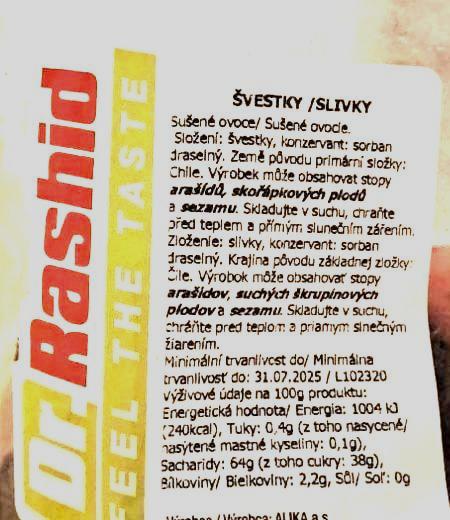 Dr. Rashid
FEEL THE TASTE
ŠVESTKY /SLIVKY
Sušené ovoce/ Sušené ovocie.
Složení: švestky, konzervant: sorban
draselný. Země původu primární složky:
Chile. Výrobek může obsahovat stopy
arašídů, skořápkových plodů
a sezamu. Skladujte v suchu, chraňte
před teplem a přímým slunečním zářením.
Zloženie: slivky, konzervant: sorban
draselný. Krajina pôvodu základnej zložky:
Čile. Výrobok môže obsahovať stopy
arašidov, suchých škrupinových
plodov a sezamu. Skladujte v suchu,
chráňte pred teplom a priamym slnečným
žiarením.
Minimální trvanlivost do/ Minimálna
trvanlivosť do: 31.07.2025 / L102320
Výživové údaje na 100g produktu:
Energetická hodnota/ Energia: 1004 kJ
(240kcal), Tuky: 0,4g (z toho nasycené/
nasýtené mastné kyseliny: 0,1g),
Sacharidy: 64g (z toho cukry: 38g),
Bílkoviny/ Bielkoviny: 2,2g, Sůl/ Soľ: 0g
Výrobce / Výrobca: ALIKA a.s.